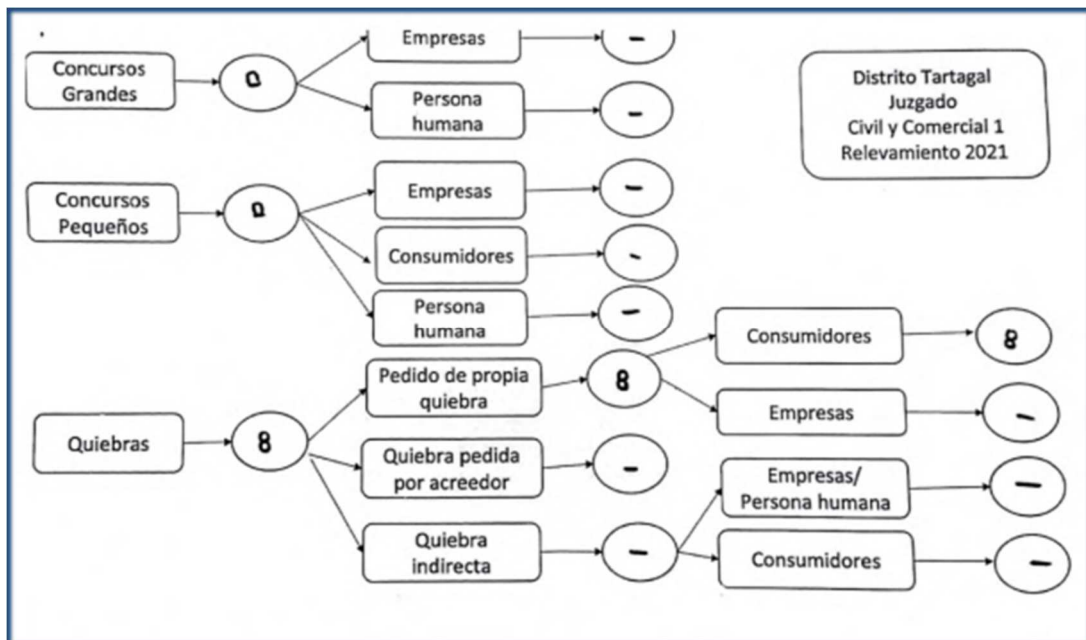 Empresas
-
Concursos
Grandes
0
Persona
humana
-
Distrito Tartagal
Juzgado
Civil y Comercial 1
Relevamiento 2021
Concursos
Pequeños
0
Empresas
-
Consumidores
-
Persona
humana
-
Quiebras
8
Pedido de propia
quiebra
8
Consumidores
8
Empresas
-
Quiebra pedida
por acreedor
-
Quiebra
indirecta
-
Empresas/
Persona humana
-
Consumidores
-